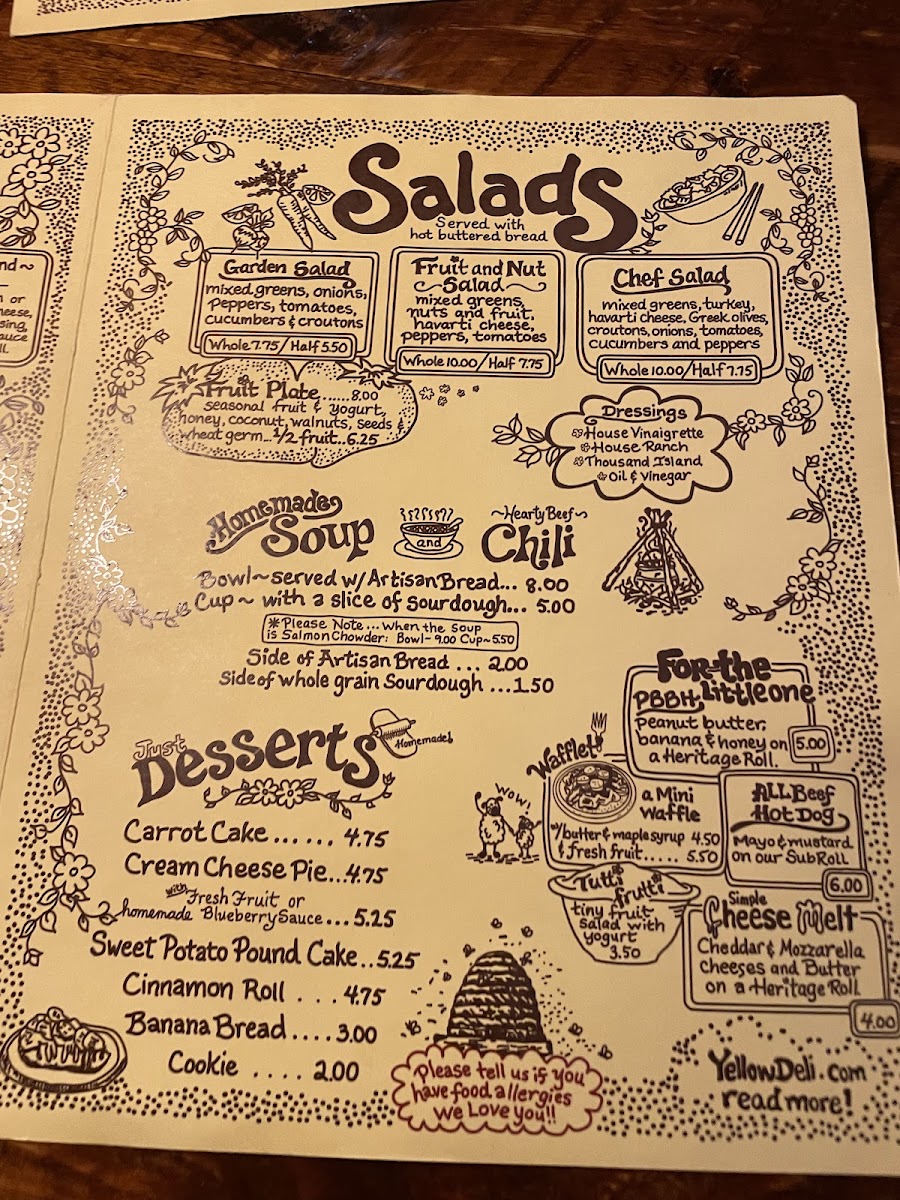 nd~
n or
heese,
sing,
auce
ll.
Salads
Served with
hot buttered bread
Garden Salad
mixed greens, onions,
Peppers, tomatoes,
cucumbers & croutons
Whole 7.75/Half 5.50
Fruit and Nut
~Salad~
mixed greens,
nuts and fruit,
havarti cheese,
peppers, tomatoes
Whole 10.00/Half 7.75
Chef Salad
mixed greens, turkey,
havarti cheese, Greek olives,
croutons, onions, tomatoes,
cucumbers and peppers
Whole 10.00/Half 7.75
Fruit Plate......8.00
seasonal fruit & yogurt,
honey, coconut, walnuts, seeds &
wheat germ...1/2 fruit..6.25
Dressings
House Vinaigrette
House Ranch
Thousand Island
Oil & Vinegar
Homemade
Soup
and
~Hearty Beef~
Chili
Bowl~served w/Artisan Bread... 8.00
Cup~ with a slice of sourdough... 5.00
*Please Note...when the soup
is Salmon Chowder: Bowl-9.00 Cup~5.50
Side of Artisan Bread ... 2.00
Side of whole grain Sourdough ...1.50
Just
Desserts
Homemade!
Carrot Cake ...... 4.75
Cream Cheese Pie...4.75
with Fresh Fruit or
homemade Blueberry Sauce...5.25
Sweet Potato Pound Cake..5.25
Cinnamon Roll .... 4.75
Banana Bread....3.00
Cookie .... 2.00
For the
Little one
PBBH
Peanut butter,
banana & honey on
a Heritage Roll.
5.00
Wafflet
Wow!
a Mini
Waffle
w/butter & maple syrup 4.50
& fresh fruit..... 5.50
All Beef
Hot Dog
Mayo & mustard
on our Sub Roll
6.00
Tutti
frutti
tiny fruit
salad with
yogurt
3.50
Simple
Cheese Melt
Cheddar & Mozzarella
cheeses and Butter
on a Heritage Roll
4.00
Please tell us if you
have food allergies
We Love you!!
YellowDeli.com
read more!